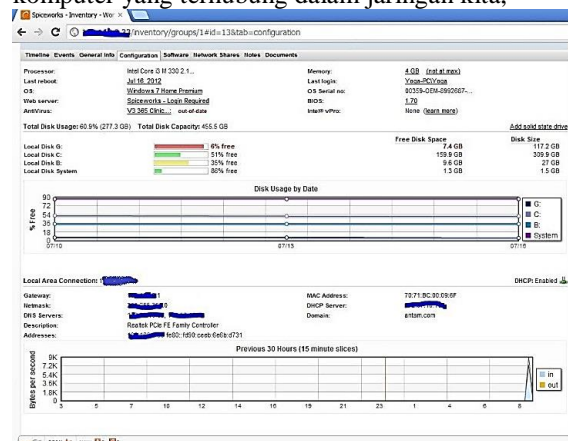 komputer yang terhubung dalam jaringan kita,
Spiceworks - Inventory - Wor ×
/inventory/groups/1#id=13&tab=configuration
Timeline Events General Info Configuration Software Network Shares Notes Documents
Processor: Intel Core i3 M 330 2.1... Memory: 4 GB (not at max)
Last reboot: Jul 16, 2012 Last login: Yoga-PC\Yoga
OS: Windows 7 Home Premium OS Serial no:
Web server: Spiceworks - Login Required BIOS: 1.70
AntiVirus: V3 365 Clinic...: out-of-date Intel® vPro: None (learn more)
Total Disk Usage: 60.9% (277.3 GB) Total Disk Capacity: 455.5 GB Add solid state drive
Free Disk Space Disk Size
Local Disk G: 6% free 7.4 GB 117.2 GB
Local Disk C: 51% free 159.9 GB 309.9 GB
Local Disk B: 35% free 9.6 GB 27 GB
Local Disk System 86% free 1.3 GB 1.5 GB
Disk Usage by Date
% Free
90
72
54
36
18
0
07/10 07/13 07/16
G:
C:
B:
System
Local Area Connection: DHCP: Enabled
Gateway: MAC Address: 70:71:BC:00:09:6F
Netmask: DHCP Server:
DNS Servers: Domain: antam.com
Description: Realtek PCIe FE Family Controller
Addresses: fe80::fd90:ceeb:6e6b:d731
Previous 30 Hours (15 minute slices)
Bytes per second
9K
7.2K
5.4K
3.6K
1.8K
0
3 5 7 10 12 14 16 19 21 23 1 4 6 8
in
out